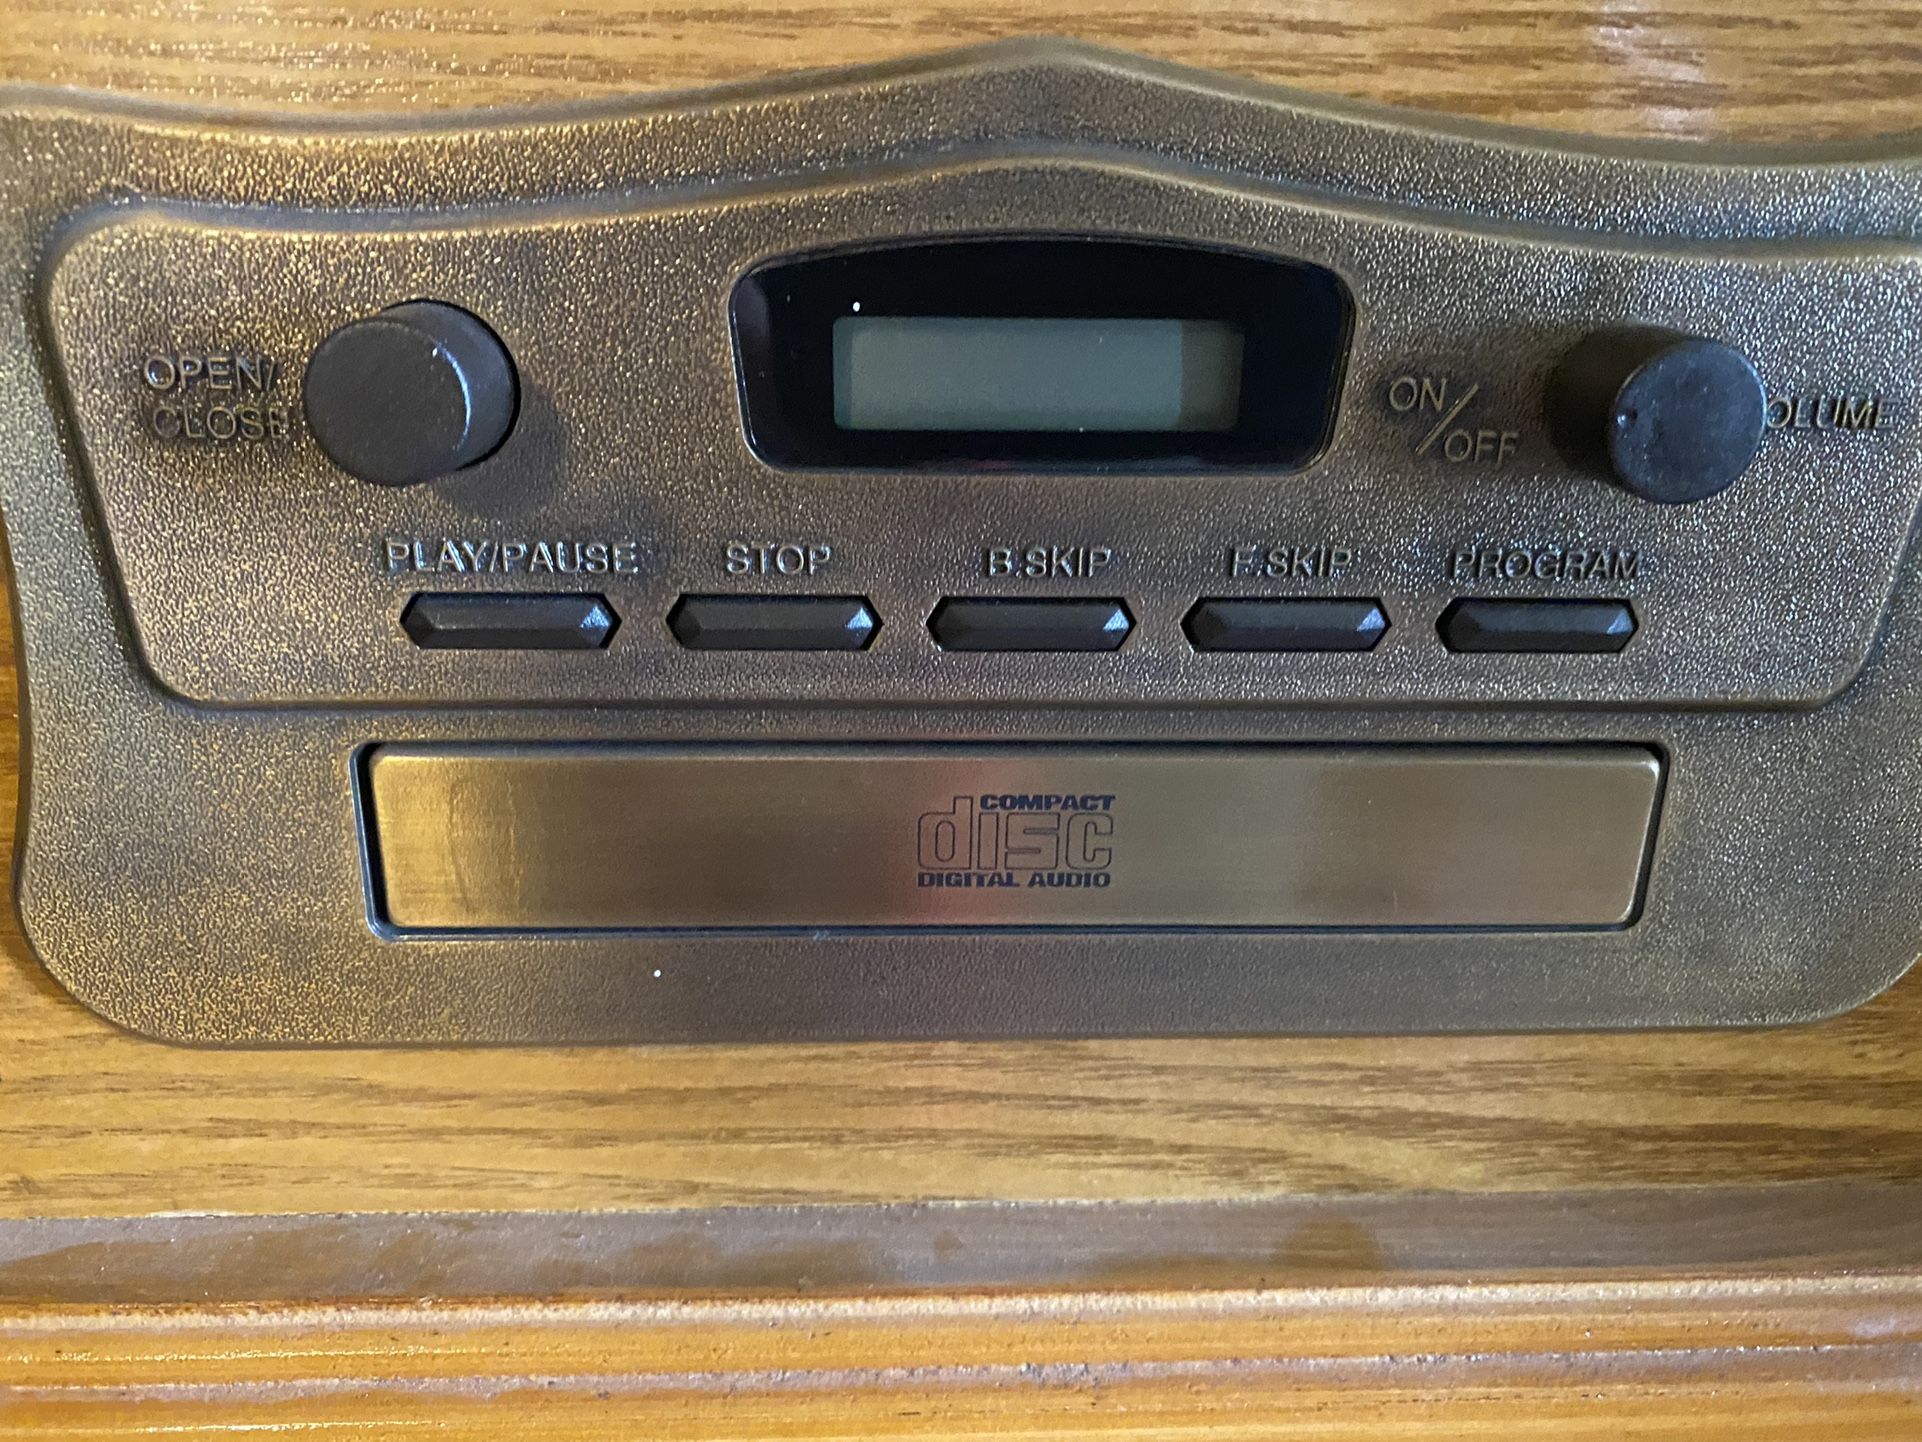 OPEN/
CLOSE
ON/OFF
OLUME
PLAY/PAUSE STOP B.SKIP F.SKIP PROGRAM
COMPACT
disc
DIGITAL AUDIO